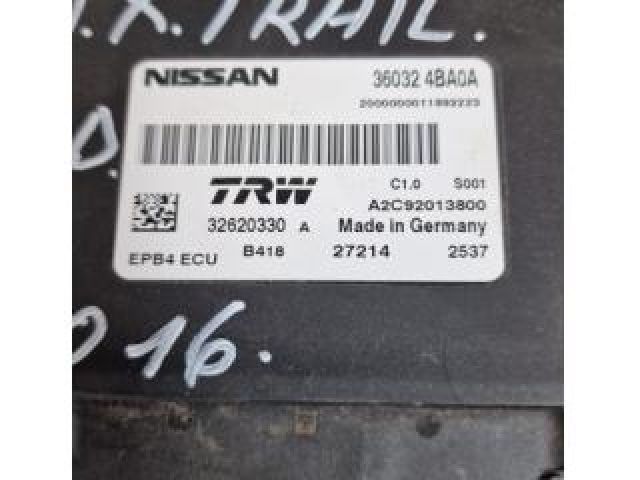 X.TRAIL.
NISSAN 36032 4BA0A
TRW C1.0 S001
A2C92013800
32620330 A Made in Germany
EPB4 ECU B418 27214 2537
016.